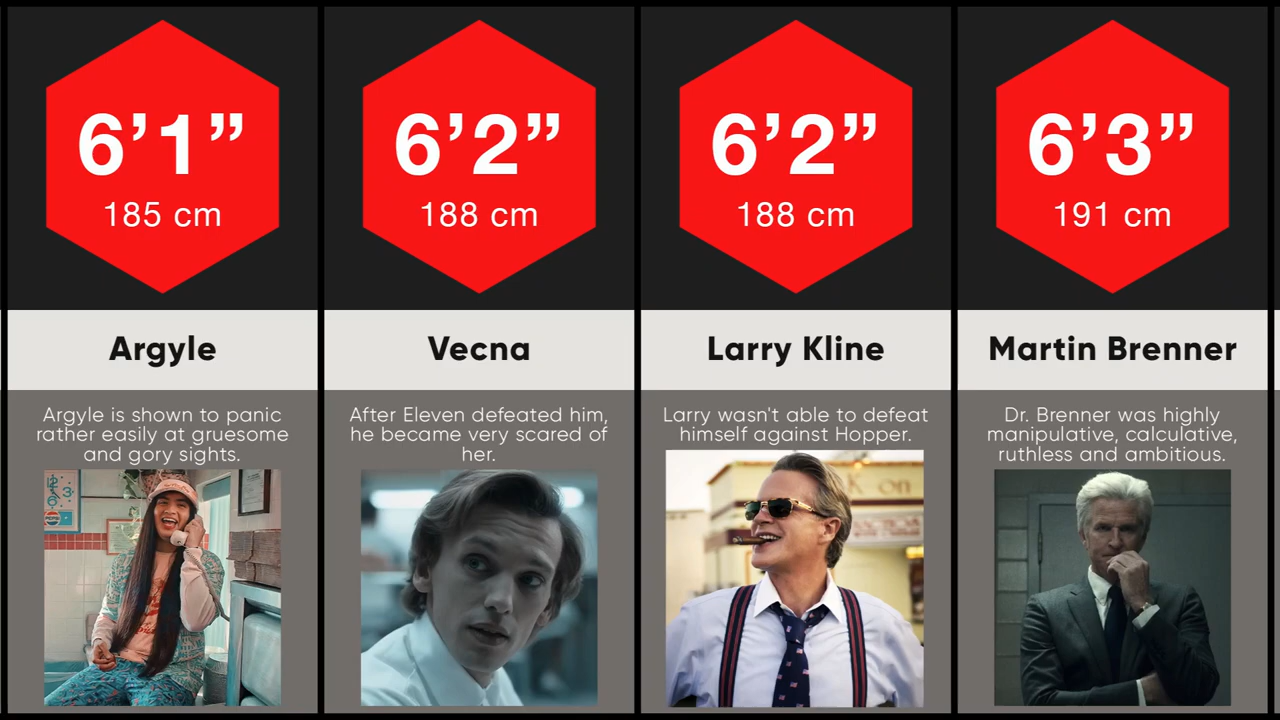 6’1”
185 cm
Argyle
Argyle is shown to panic
rather easily at gruesome
and gory sights.
6’2”
188 cm
Vecna
After Eleven defeated him,
he became very scared of
her.
6’2”
188 cm
Larry Kline
Larry wasn't able to defeat
himself against Hopper.
K on
6’3”
191 cm
Martin Brenner
Dr. Brenner was highly
manipulative, calculative,
ruthless and ambitious.